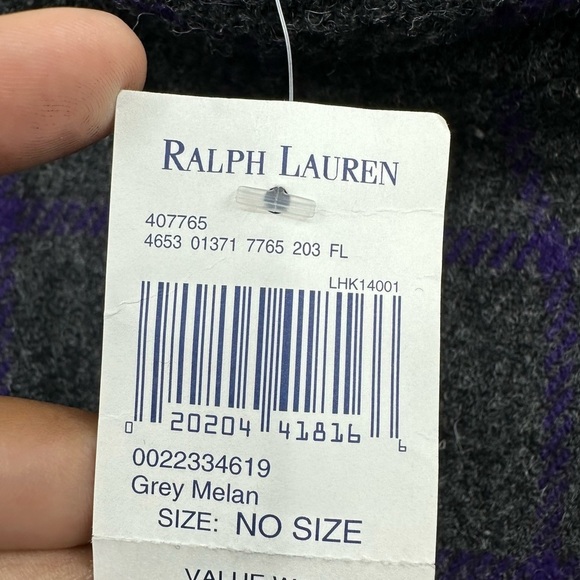 RALPH LAUREN
407765
4653 01371 7765 203 FL
LHK14001
0 20204 41816 6
0022334619
Grey Melan
SIZE: NO SIZE
VALUE